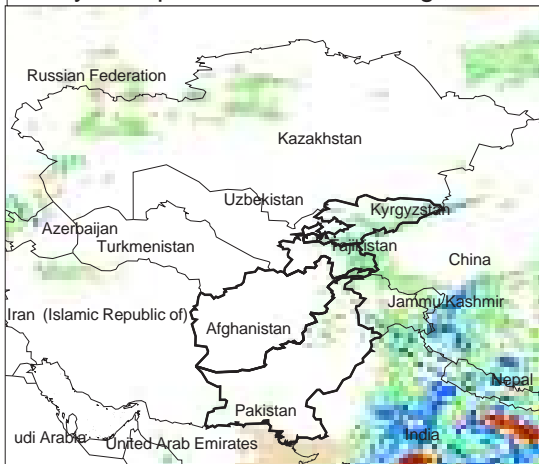 Russian Federation
Kazakhstan
Uzbekistan
Kyrgyzstan
Azerbaijan
Turkmenistan
Tajikistan
China
Iran (Islamic Republic of)
Jammu/Kashmir
Afghanistan
Nepal
Pakistan
udi Arabia
United Arab Emirates
India